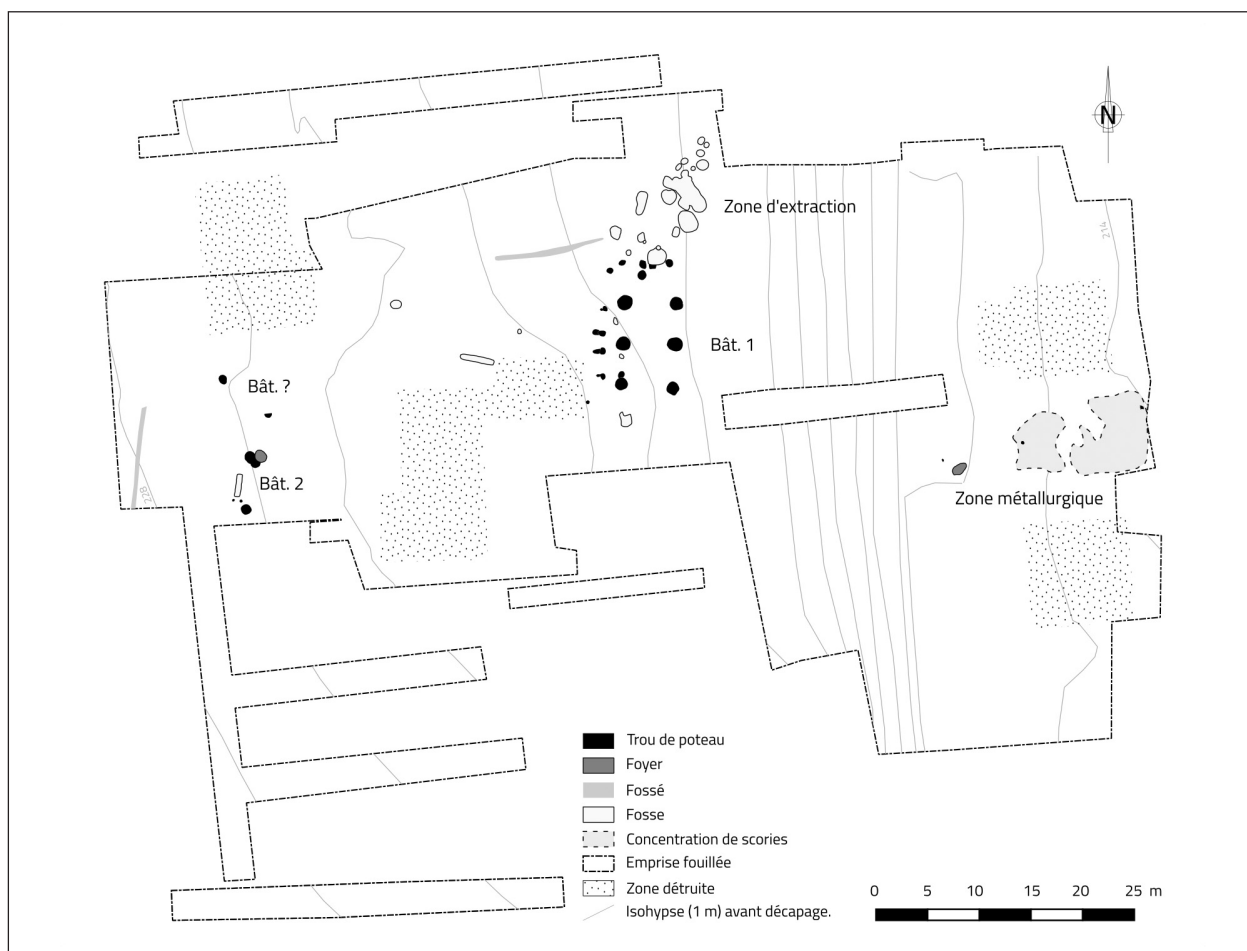 N
Zone d'extraction
214
Bât. 1
Bât. ?
Bât. 2
228
Zone métallurgique
Trou de poteau
Foyer
Fossé
Fosse
Concentration de scories
Emprise fouillée
Zone détruite
Isohypse (1 m) avant décapage.
0 5 10 15 20 25 m